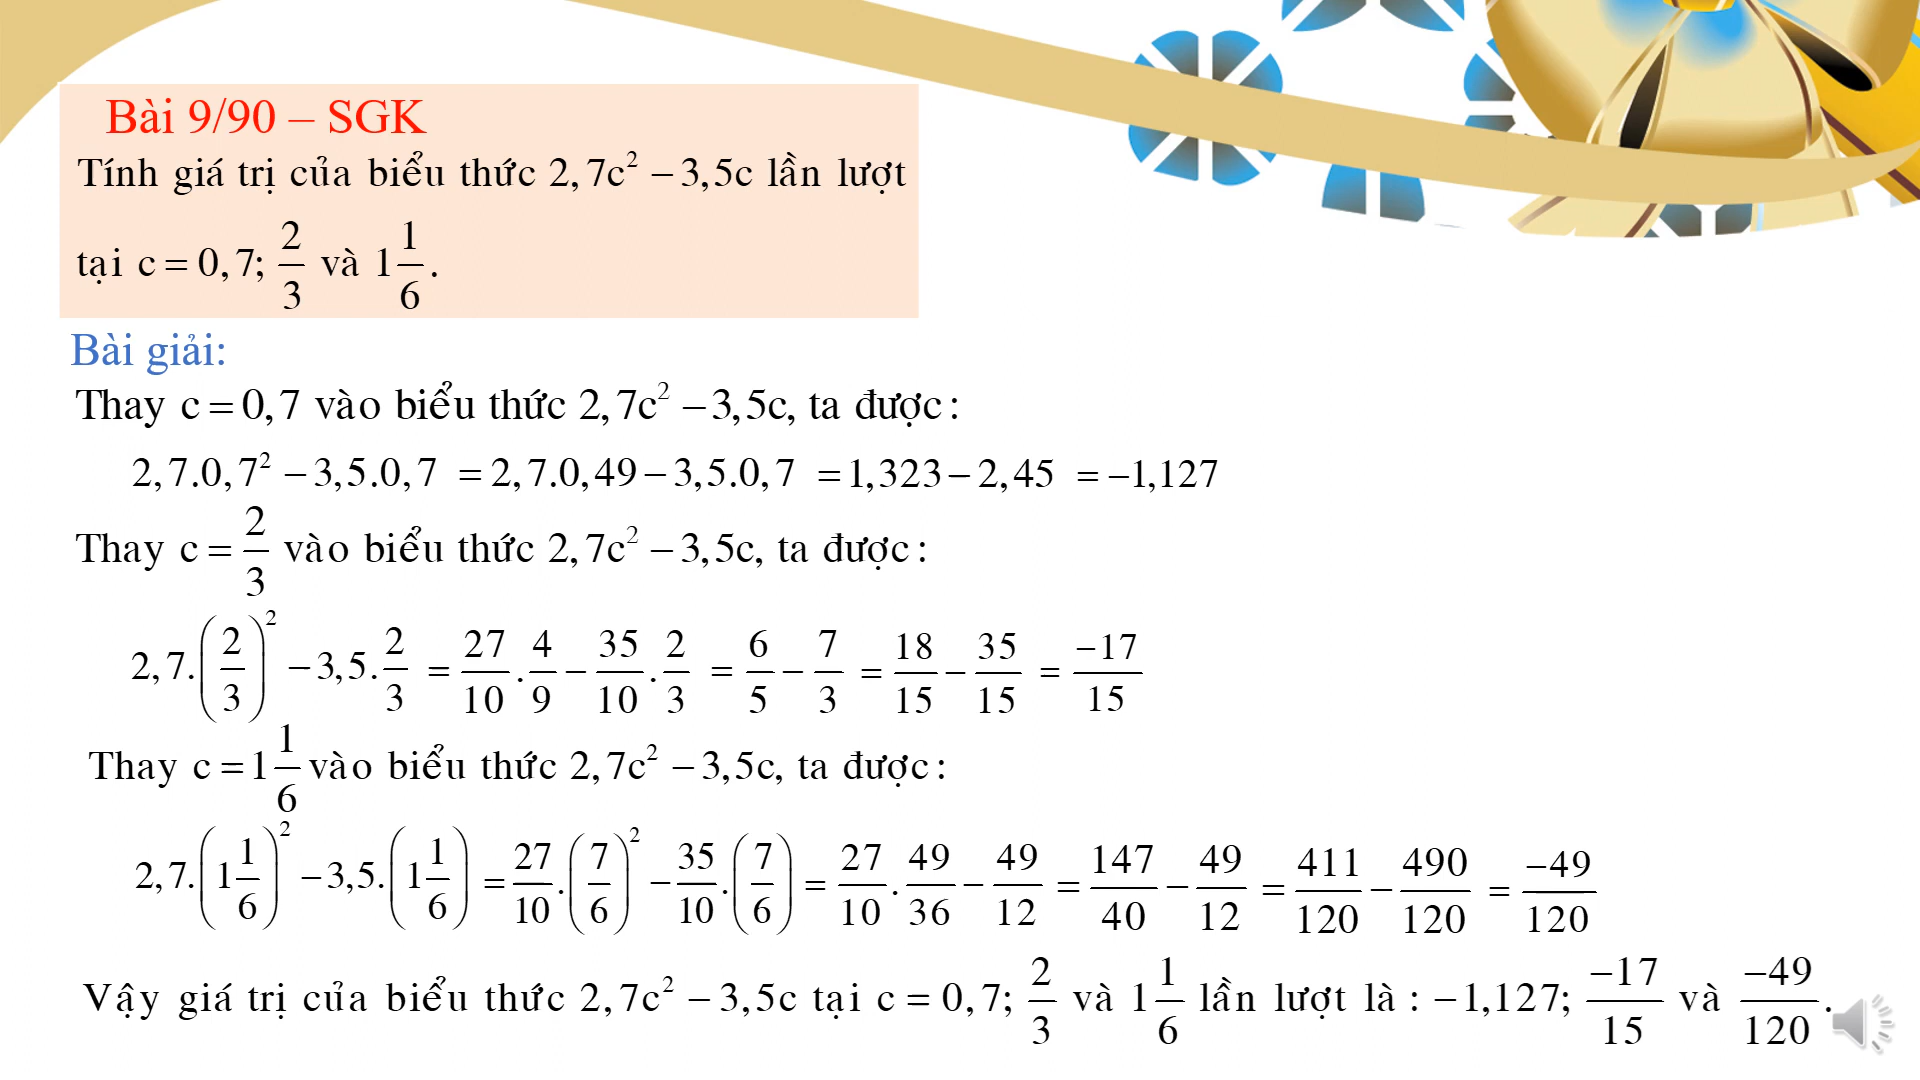 Bài 9/90 – SGK
Tính giá trị của biểu thức 2,7c² − 3,5c lần lượt
tại c = 0,7; 2/3 và 1 1/6.
Bài giải:
Thay c = 0,7 vào biểu thức 2,7c² − 3,5c, ta được:
2,7.0,7² − 3,5.0,7 = 2,7.0,49 − 3,5.0,7 = 1,323 − 2,45 = −1,127
Thay c = 2/3 vào biểu thức 2,7c² − 3,5c, ta được:
2,7.(2/3)² − 3,5.2/3 = 27/10.4/9 − 35/10.2/3 = 6/5 − 7/3 = 18/15 − 35/15 = −17/15
Thay c = 1 1/6 vào biểu thức 2,7c² − 3,5c, ta được:
2,7.(1 1/6)² − 3,5.(1 1/6) = 27/10.(7/6)² − 35/10.(7/6) = 27/10.49/36 − 49/12 = 147/40 − 49/12 = 411/120 − 490/120 = −49/120
Vậy giá trị của biểu thức 2,7c² − 3,5c tại c = 0,7; 2/3 và 1 1/6 lần lượt là : −1,127; −17/15 và −49/120.